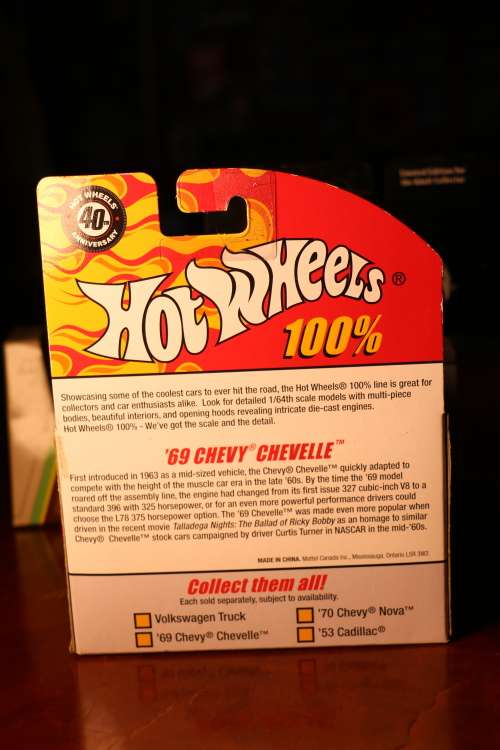 HOT WHEELS
40th
ANNIVERSARY
Hot Wheels®
100%
Showcasing some of the coolest cars to ever hit the road, the Hot Wheels® 100% line is great for
collectors and car enthusiasts alike. Look for detailed 1/64th scale models with multi-piece
bodies, beautiful interiors, and opening hoods revealing intricate die-cast engines.
Hot Wheels® 100% - We've got the scale and the detail.
'69 CHEVY® CHEVELLE™
First introduced in 1963 as a mid-sized vehicle, the Chevy® Chevelle™ quickly adapted to
compete with the height of the muscle car era in the late '60s. By the time the '69 model
roared off the assembly line, the engine had changed from its first issue 327 cubic-inch V8 to a
standard 396 with 325 horsepower, or for an even more powerful performance drivers could
choose the L78 375 horsepower option. The '69 Chevelle™ was made even more popular when
driven in the recent movie Talladega Nights: The Ballad of Ricky Bobby as an homage to similar
Chevy® Chevelle™ stock cars campaigned by driver Curtis Turner in NASCAR in the mid-'60s.
MADE IN CHINA. Mattel Canada Inc., Mississauga, Ontario L5R 3W2.
Collect them all!
Each sold separately, subject to availability.
Volkswagen Truck
'70 Chevy® Nova™
'69 Chevy® Chevelle™
'53 Cadillac®